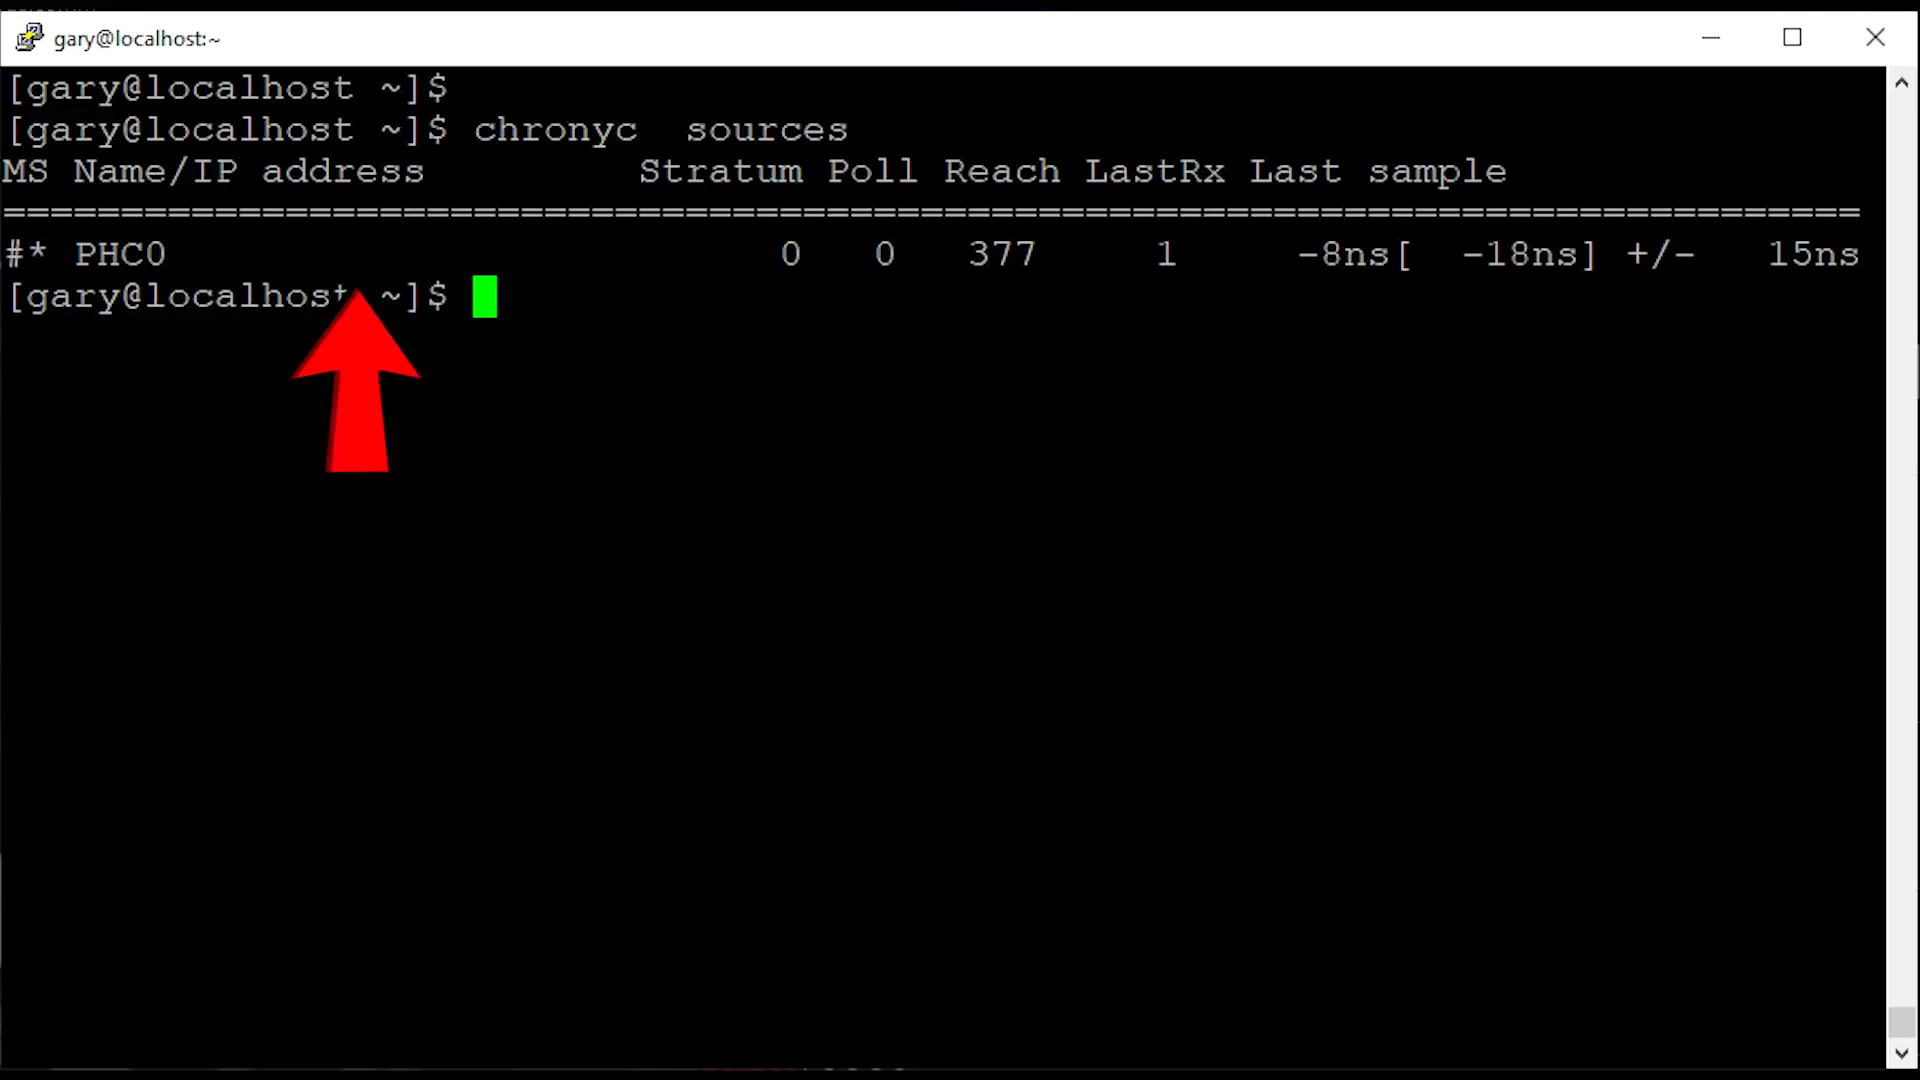 gary@localhost:~
[gary@localhost ~]$
[gary@localhost ~]$ chronyc  sources
MS Name/IP address         Stratum Poll Reach LastRx Last sample
===============================================================================
#* PHC0                          0   0   377     1     -8ns[  -18ns] +/-   15ns
[gary@localhost ~]$